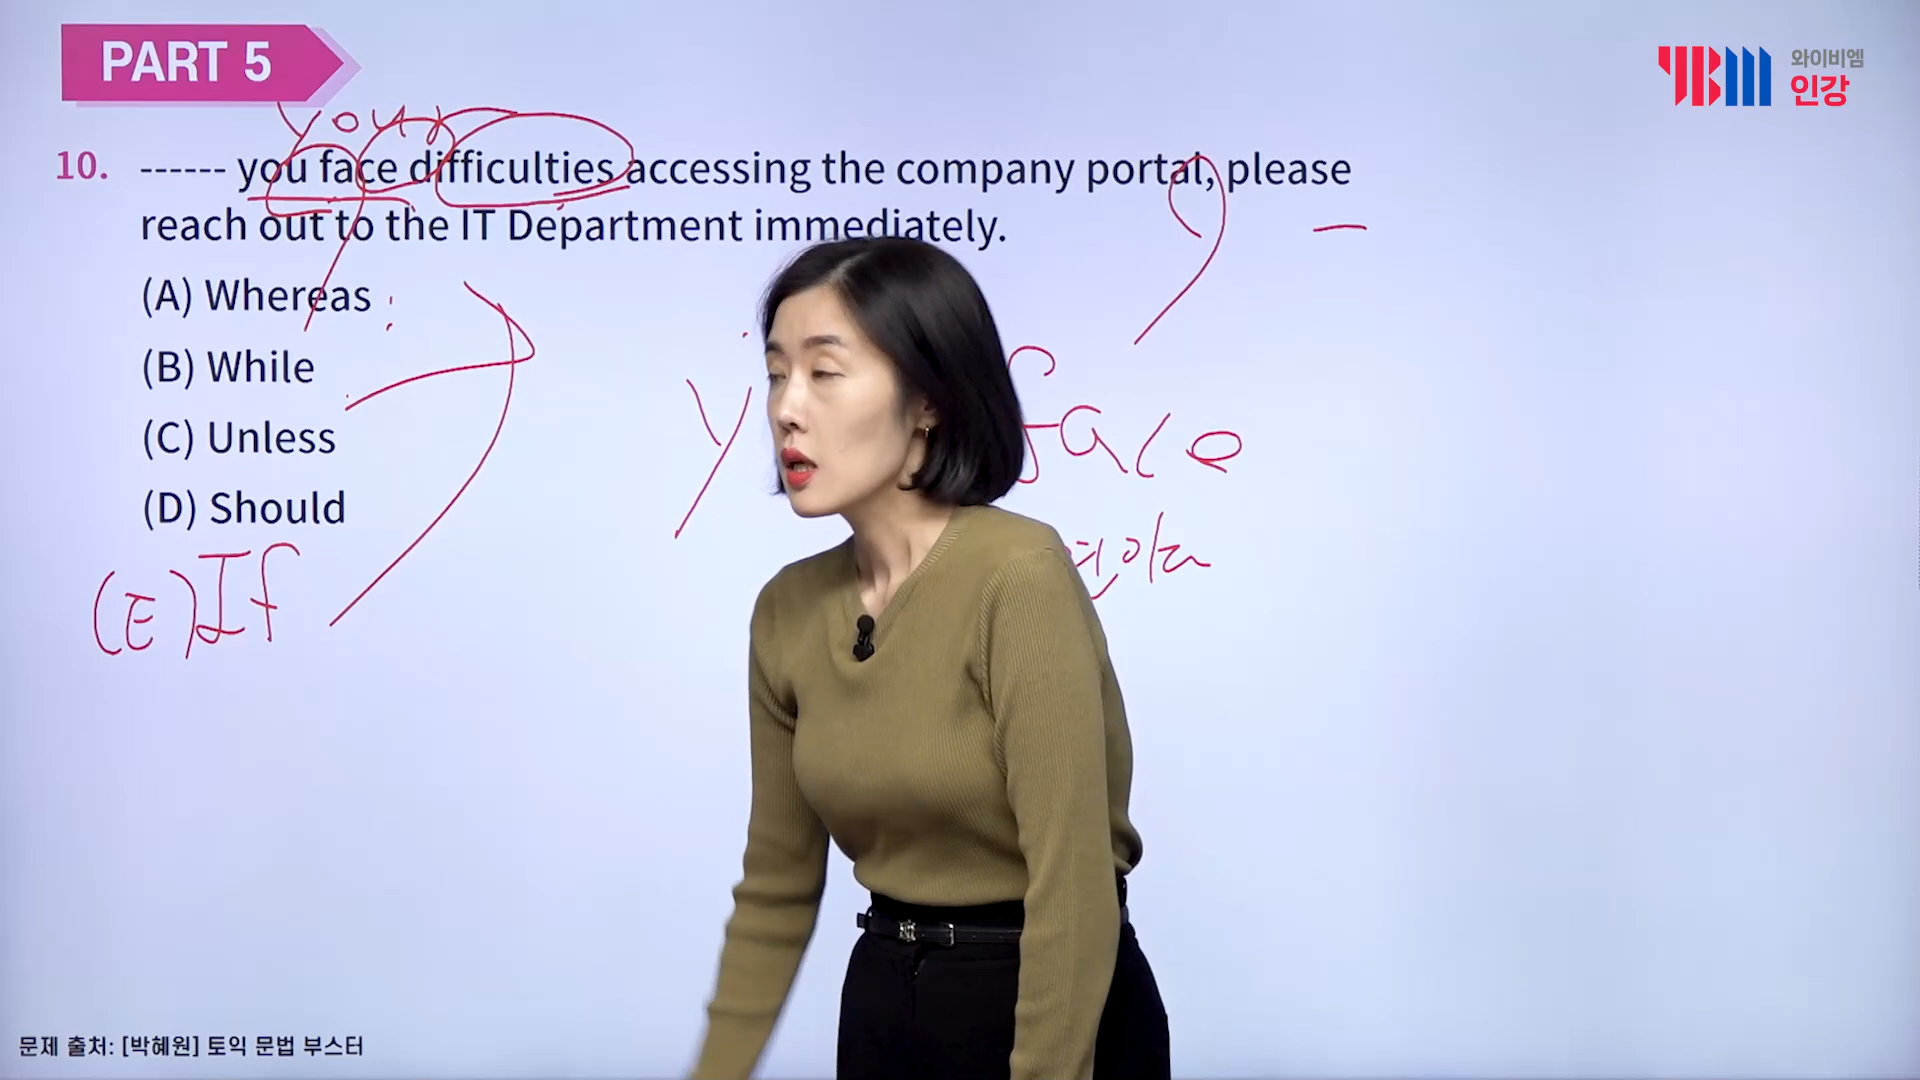 PART 5
YBM 와이비엠
인강
your
10. ------ you face difficulties accessing the company portal, please
reach out to the IT Department immediately.
(A) Whereas
(B) While
(C) Unless
(D) Should
(E) If
face
문제 출처: [박혜원] 토익 문법 부스터